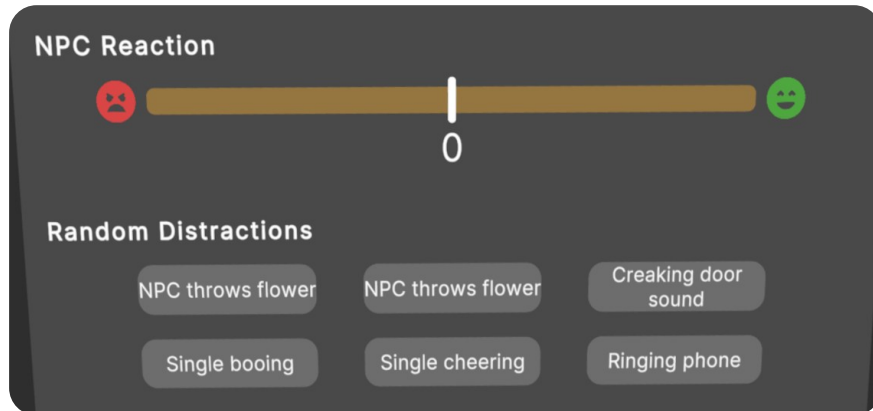 NPC Reaction
0
Random Distractions
NPC throws flower
NPC throws flower
Creaking door
sound
Single booing
Single cheering
Ringing phone